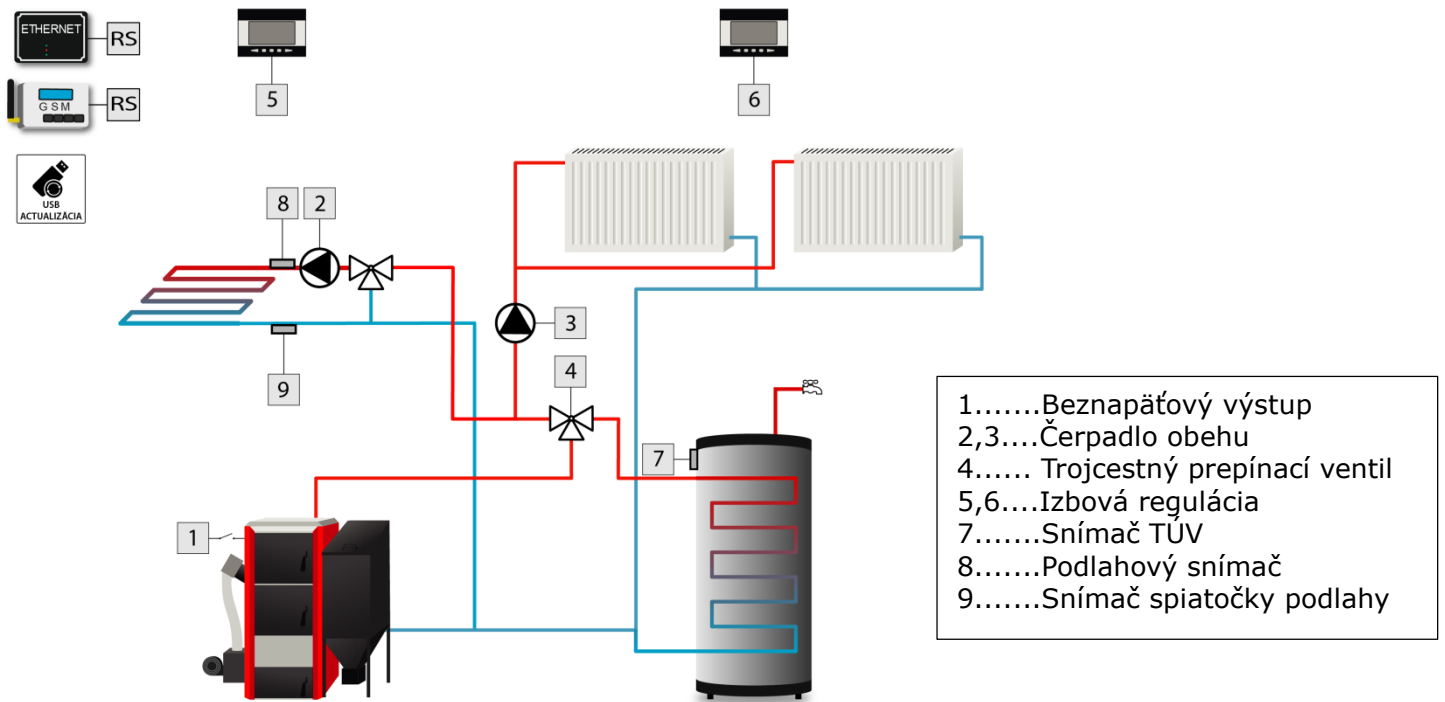 ETHERNET
RS
GSM
RS
USB
ACTUALIZÁCIA
5
6
8
2
3
9
4
7
1
1.......Beznapäťový výstup
2,3....Čerpadlo obehu
4...... Trojcestný prepínací ventil
5,6....Izbová regulácia
7.......Snímač TÚV
8.......Podlahový snímač
9.......Snímač spiatočky podlahy